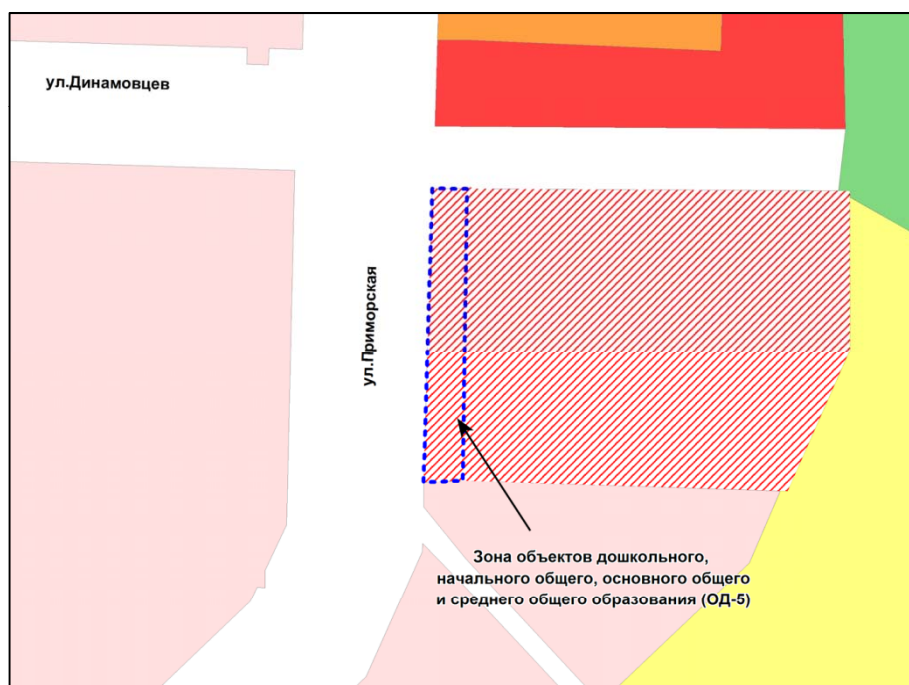 ул.Динамовцев
ул.Приморская
Зона объектов дошкольного,
начального общего, основного общего
и среднего общего образования (ОД-5)